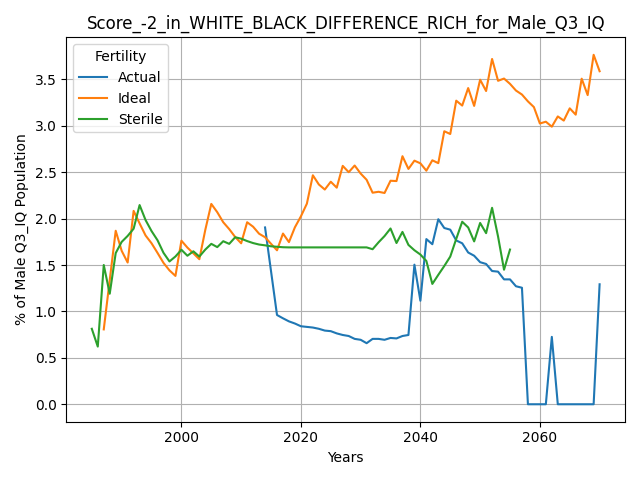 Score_-2_in_WHITE_BLACK_DIFFERENCE_RICH_for_Male_Q3_IQ
Fertility
Actual
Ideal
Sterile
% of Male Q3_IQ Population
3.5
3.0
2.5
2.0
1.5
1.0
0.5
0.0
2000
2020
2040
2060
Years